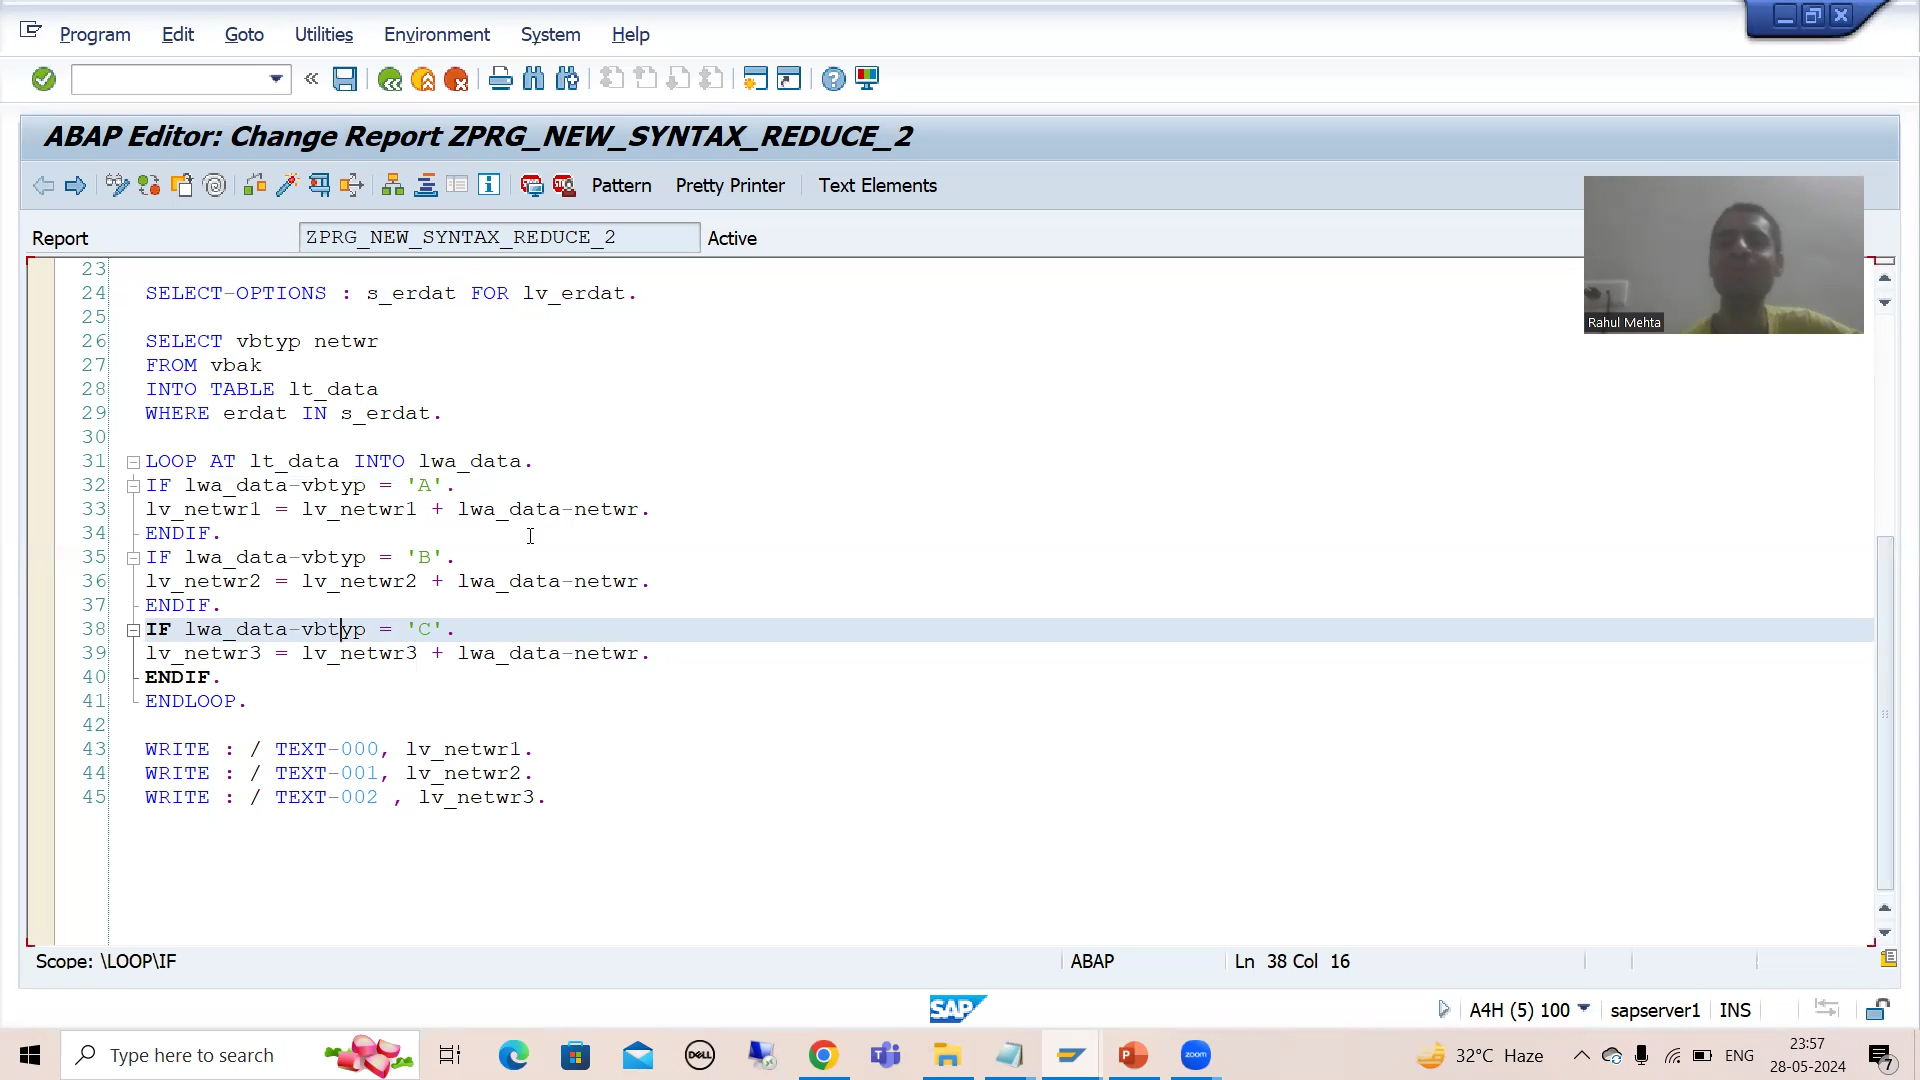 Program Edit Goto Utilities Environment System Help
ABAP Editor: Change Report ZPRG_NEW_SYNTAX_REDUCE_2
Pattern Pretty Printer Text Elements
Report ZPRG_NEW_SYNTAX_REDUCE_2 Active
Rahul Mehta
23
24 SELECT-OPTIONS : s_erdat FOR lv_erdat.
25
26 SELECT vbtyp netwr
27 FROM vbak
28 INTO TABLE lt_data
29 WHERE erdat IN s_erdat.
30
31 LOOP AT lt_data INTO lwa_data.
32 IF lwa_data-vbtyp = 'A'.
33 lv_netwr1 = lv_netwr1 + lwa_data-netwr.
34 ENDIF.
35 IF lwa_data-vbtyp = 'B'.
36 lv_netwr2 = lv_netwr2 + lwa_data-netwr.
37 ENDIF.
38 IF lwa_data-vbtyp = 'C'.
39 lv_netwr3 = lv_netwr3 + lwa_data-netwr.
40 ENDIF.
41 ENDLOOP.
42
43 WRITE : / TEXT-000, lv_netwr1.
44 WRITE : / TEXT-001, lv_netwr2.
45 WRITE : / TEXT-002 , lv_netwr3.
Scope: \LOOP\IF ABAP Ln 38 Col 16
SAP A4H (5) 100 sapserver1 INS
Type here to search DELL zoom 32°C Haze ENG 23:57
28-05-2024 7